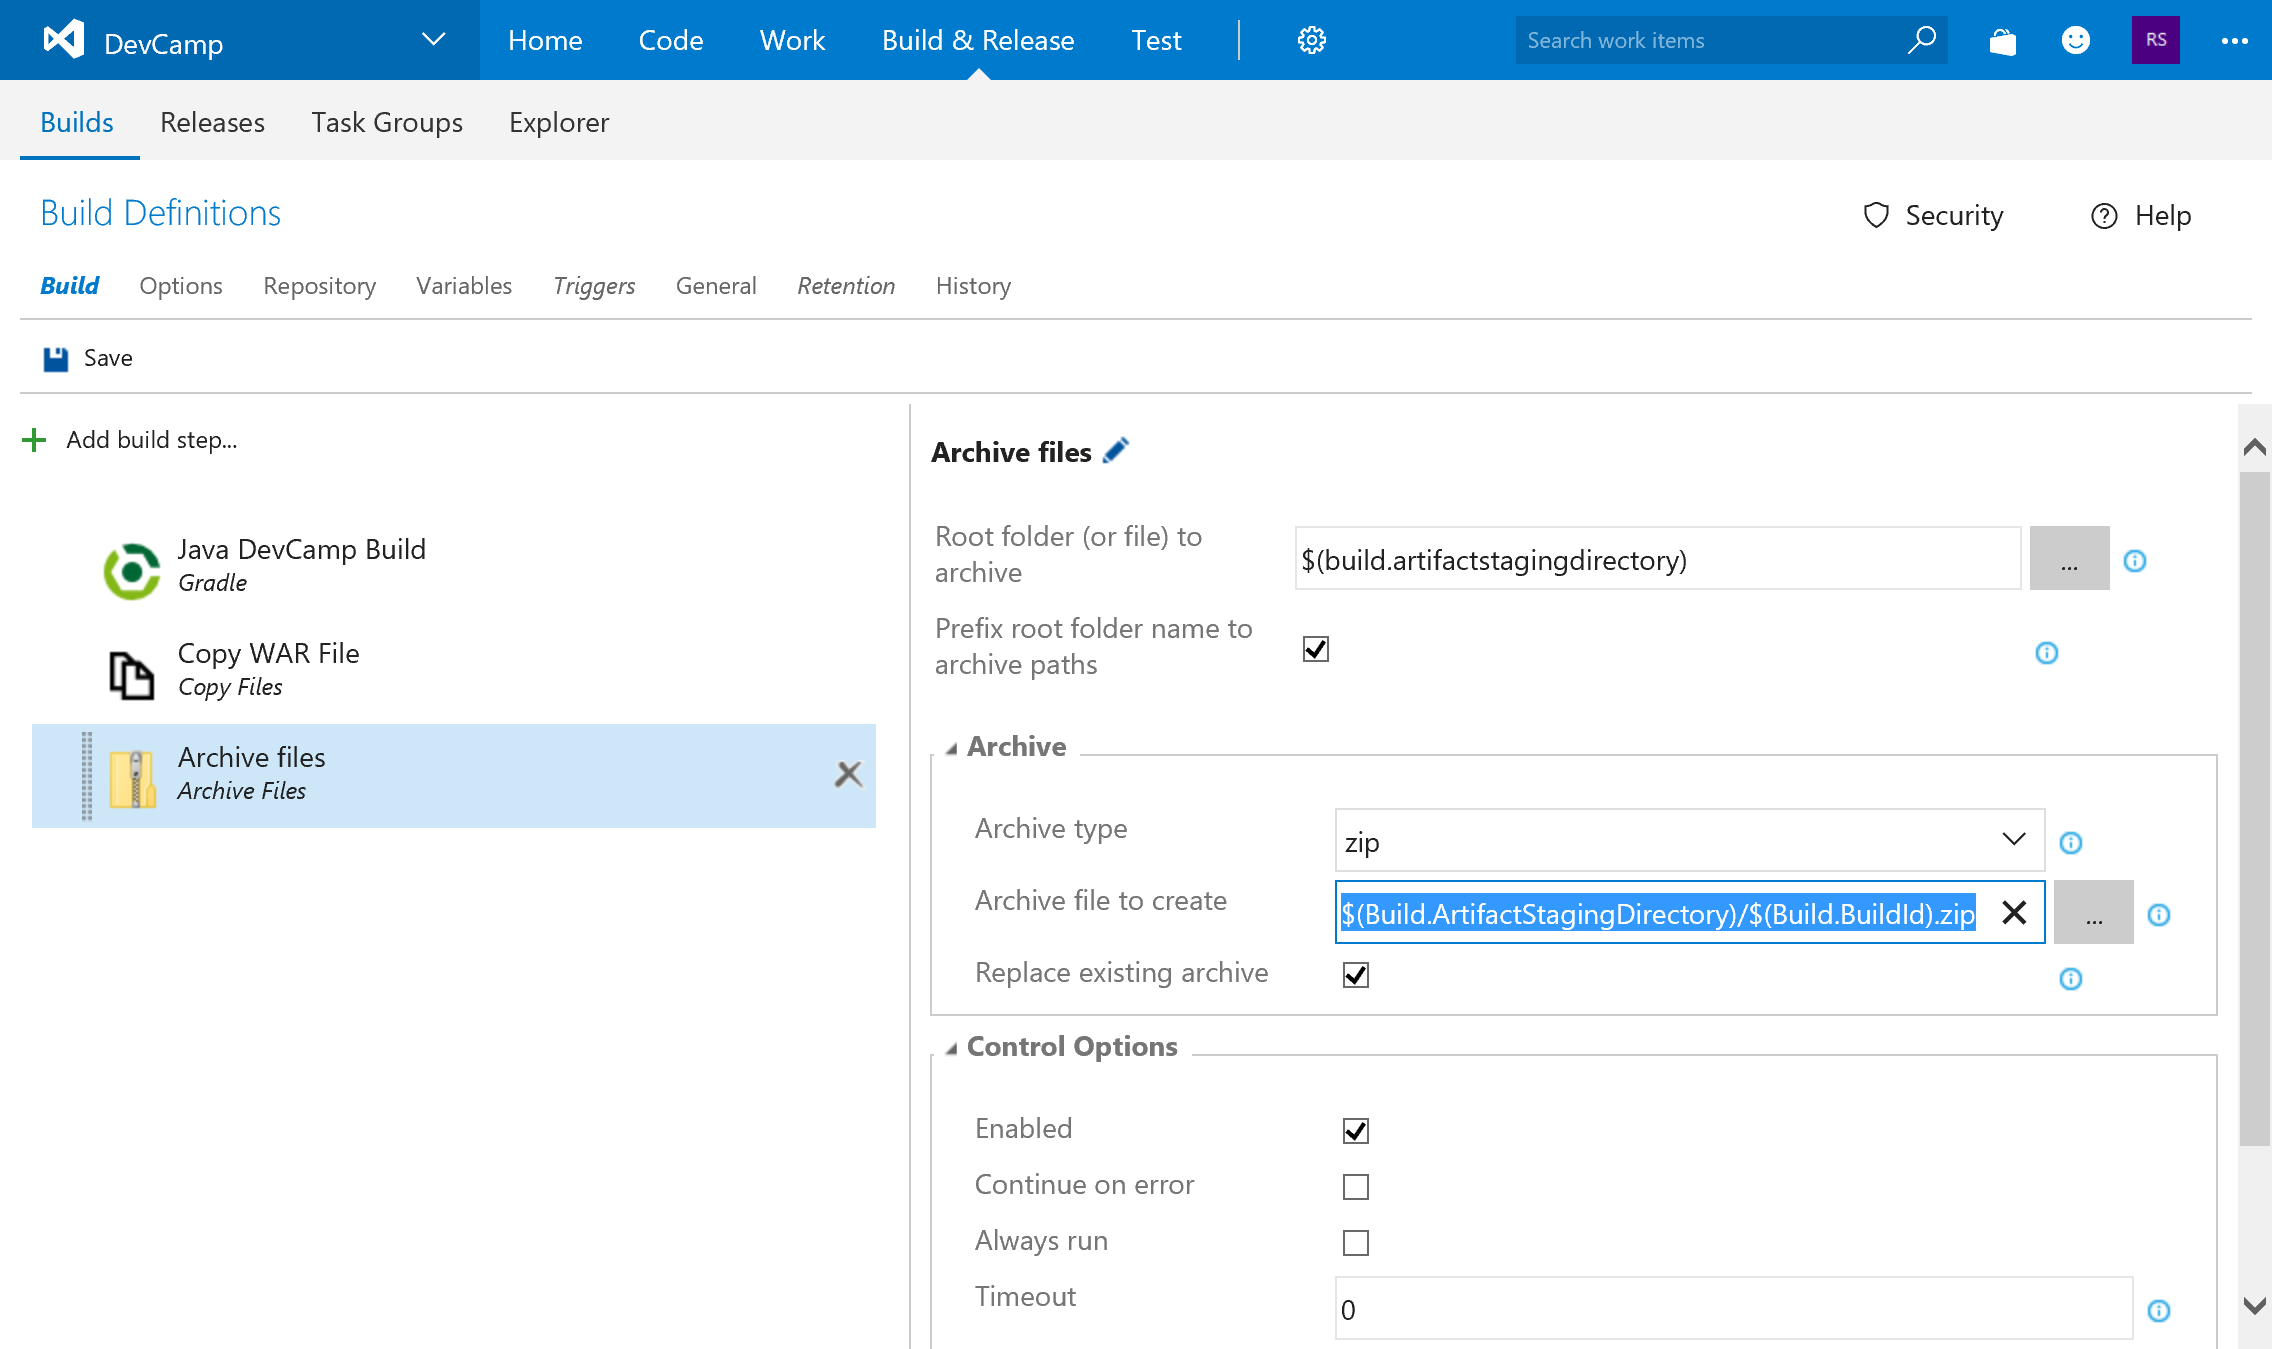 DevCamp
Home Code Work Build & Release Test
Search work items
RS
Builds Releases Task Groups Explorer
Build Definitions
Security Help
Build Options Repository Variables Triggers General Retention History
Save
Add build step...
Java DevCamp Build
Gradle
Copy WAR File
Copy Files
Archive files
Archive Files
Archive files
Root folder (or file) to
archive
$(build.artifactstagingdirectory)
...
Prefix root folder name to
archive paths
Archive
Archive type
zip
Archive file to create
$(Build.ArtifactStagingDirectory)/$(Build.BuildId).zip
...
Replace existing archive
Control Options
Enabled
Continue on error
Always run
Timeout
0